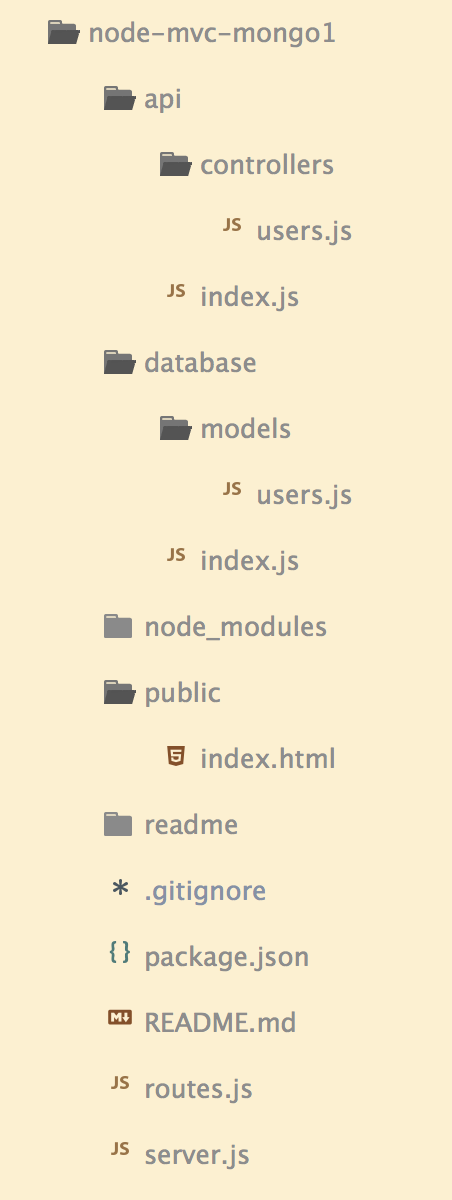 node-mvc-mongo1
api
controllers
JS users.js
JS index.js
database
models
JS users.js
JS index.js
node_modules
public
5 index.html
readme
* .gitignore
{} package.json
M↓ README.md
JS routes.js
JS server.js